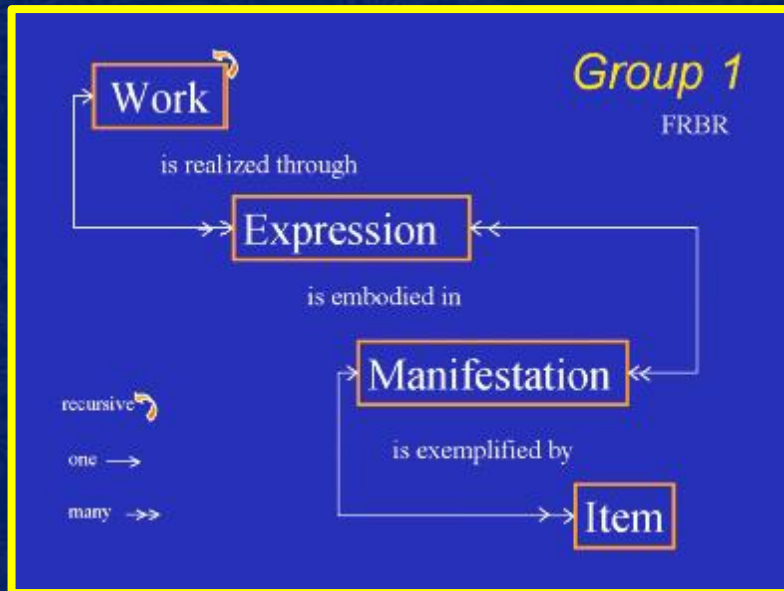 Group 1
FRBR
Work
is realized through
Expression
is embodied in
Manifestation
is exemplified by
Item
recursive
one
many